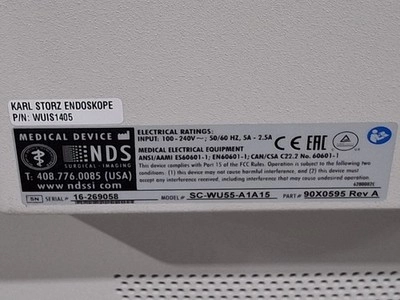 KARL STORZ ENDOSKOPE
P/N: WUIS1405
MEDICAL DEVICE
NDS
SURGICAL IMAGING
T: 408.776.0085 (USA)
www.ndssi.com
ELECTRICAL RATINGS:
INPUT: 100-240V~; 50/60 HZ, 5A - 2.5A
MEDICAL ELECTRICAL EQUIPMENT
ANSI/AAMI ES60601-1; EN60601-1; CAM/CSA C22.2 No. 60601-1
This device complies with Part 15 of the FCC Rules. Operation is subject to the following two
conditions: (1) this device may not cause harmful interference, and (2) this device must
accept any interference received, including interference that may cause undesired operation.
CE EAC
SN SERIAL# 16-269058 MODEL# SC-WU55-A1A15 PART# 90X0595 Rev A